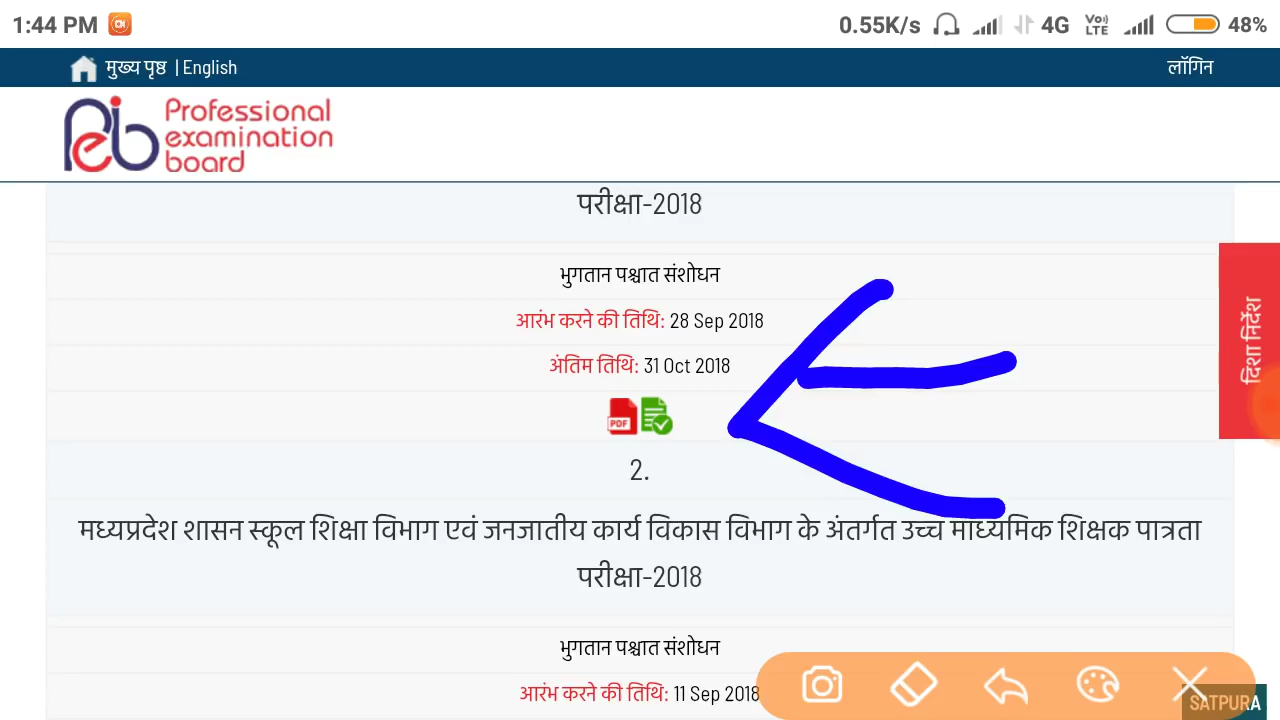 1:44 PM 0.55K/s 4G Vo) LTE 48%
मुख्य पृष्ठ | English लॉगिन
Professional
examination
board
परीक्षा-2018
भुगतान पश्चात संशोधन
आरंभ करने की तिथि: 28 Sep 2018
अंतिम तिथि: 31 Oct 2018
दिशा निर्देश
PDF
2.
मध्यप्रदेश शासन स्कूल शिक्षा विभाग एवं जनजातीय कार्य विकास विभाग के अंतर्गत उच्च माध्यमिक शिक्षक पात्रता
परीक्षा-2018
भुगतान पश्चात संशोधन
आरंभ करने की तिथि: 11 Sep 2018
SATPURA